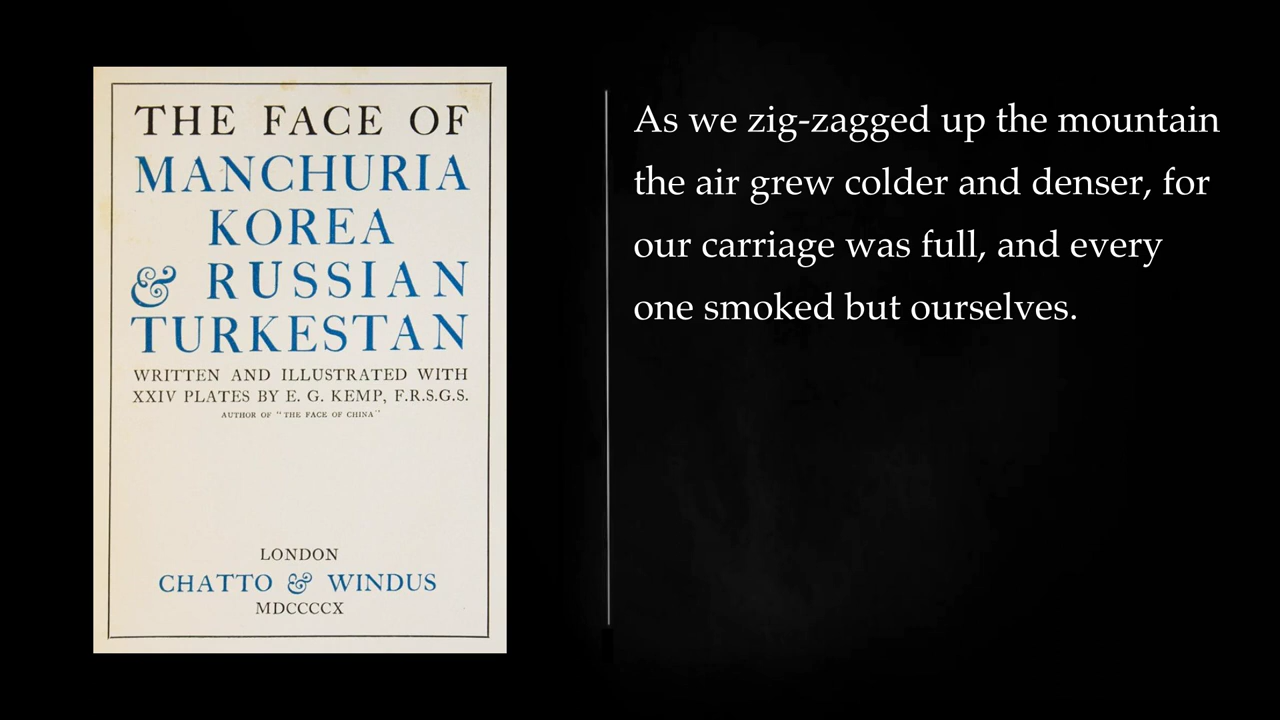 THE FACE OF
MANCHURIA
KOREA
& RUSSIAN
TURKESTAN
WRITTEN AND ILLUSTRATED WITH
XXIV PLATES BY E. G. KEMP, F.R.S.G.S.
AUTHOR OF "THE FACE OF CHINA"
LONDON
CHATTO & WINDUS
MDCCCCX
As we zig-zagged up the mountain
the air grew colder and denser, for
our carriage was full, and every
one smoked but ourselves.